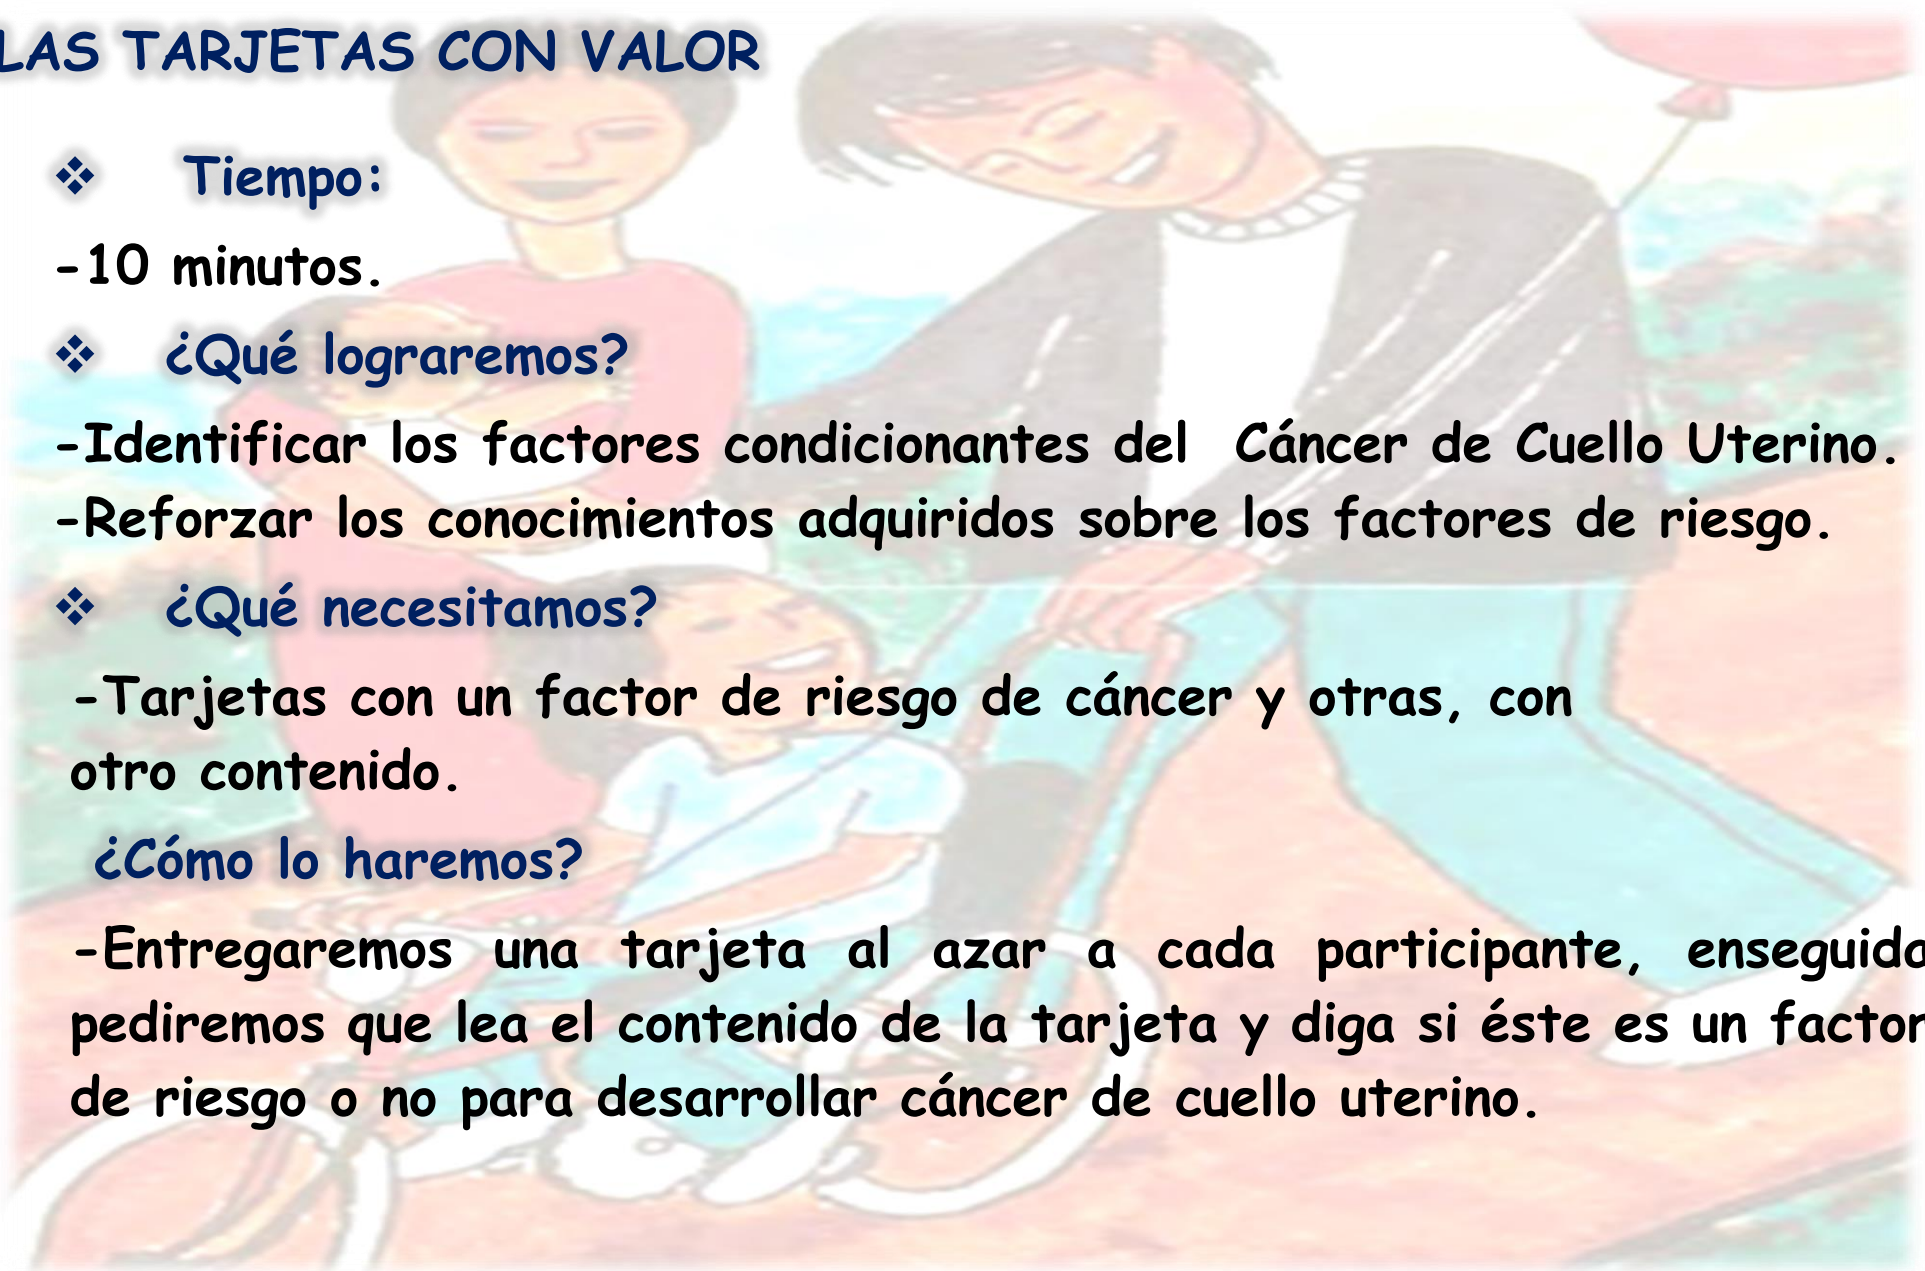 LAS TARJETAS CON VALOR
❖ Tiempo:
-10 minutos.
❖ ¿Qué lograremos?
-Identificar los factores condicionantes del Cáncer de Cuello Uterino.
-Reforzar los conocimientos adquiridos sobre los factores de riesgo.
❖ ¿Qué necesitamos?
-Tarjetas con un factor de riesgo de cáncer y otras, con
otro contenido.
¿Cómo lo haremos?
-Entregaremos una tarjeta al azar a cada participante, enseguida
pediremos que lea el contenido de la tarjeta y diga si éste es un factor
de riesgo o no para desarrollar cáncer de cuello uterino.